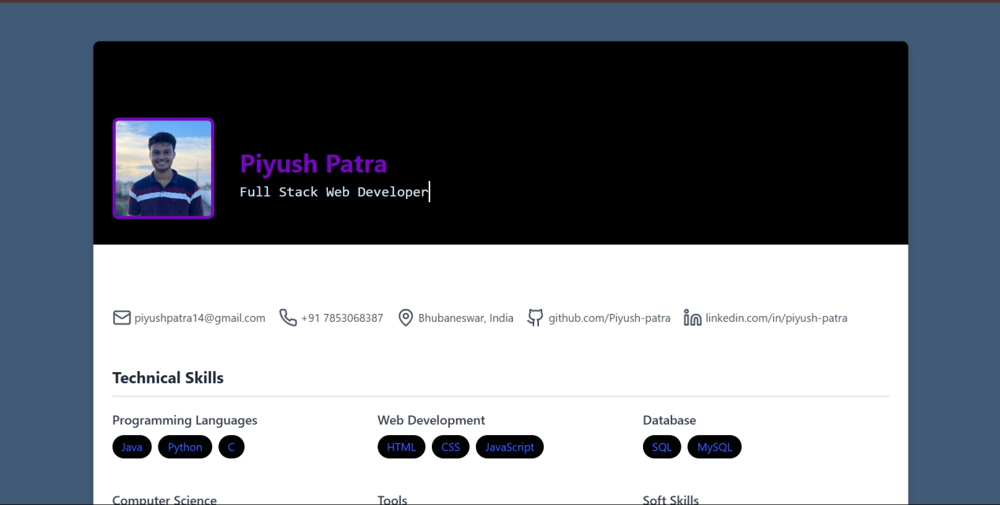 Piyush Patra
Full Stack Web Developer
piyushpatra14@gmail.com +91 7853068387 Bhubaneswar, India github.com/Piyush-patra linkedin.com/in/piyush-patra
Technical Skills
Programming Languages Web Development Database
Java Python C HTML CSS JavaScript SQL MySQL
Computer Science Tools Soft Skills